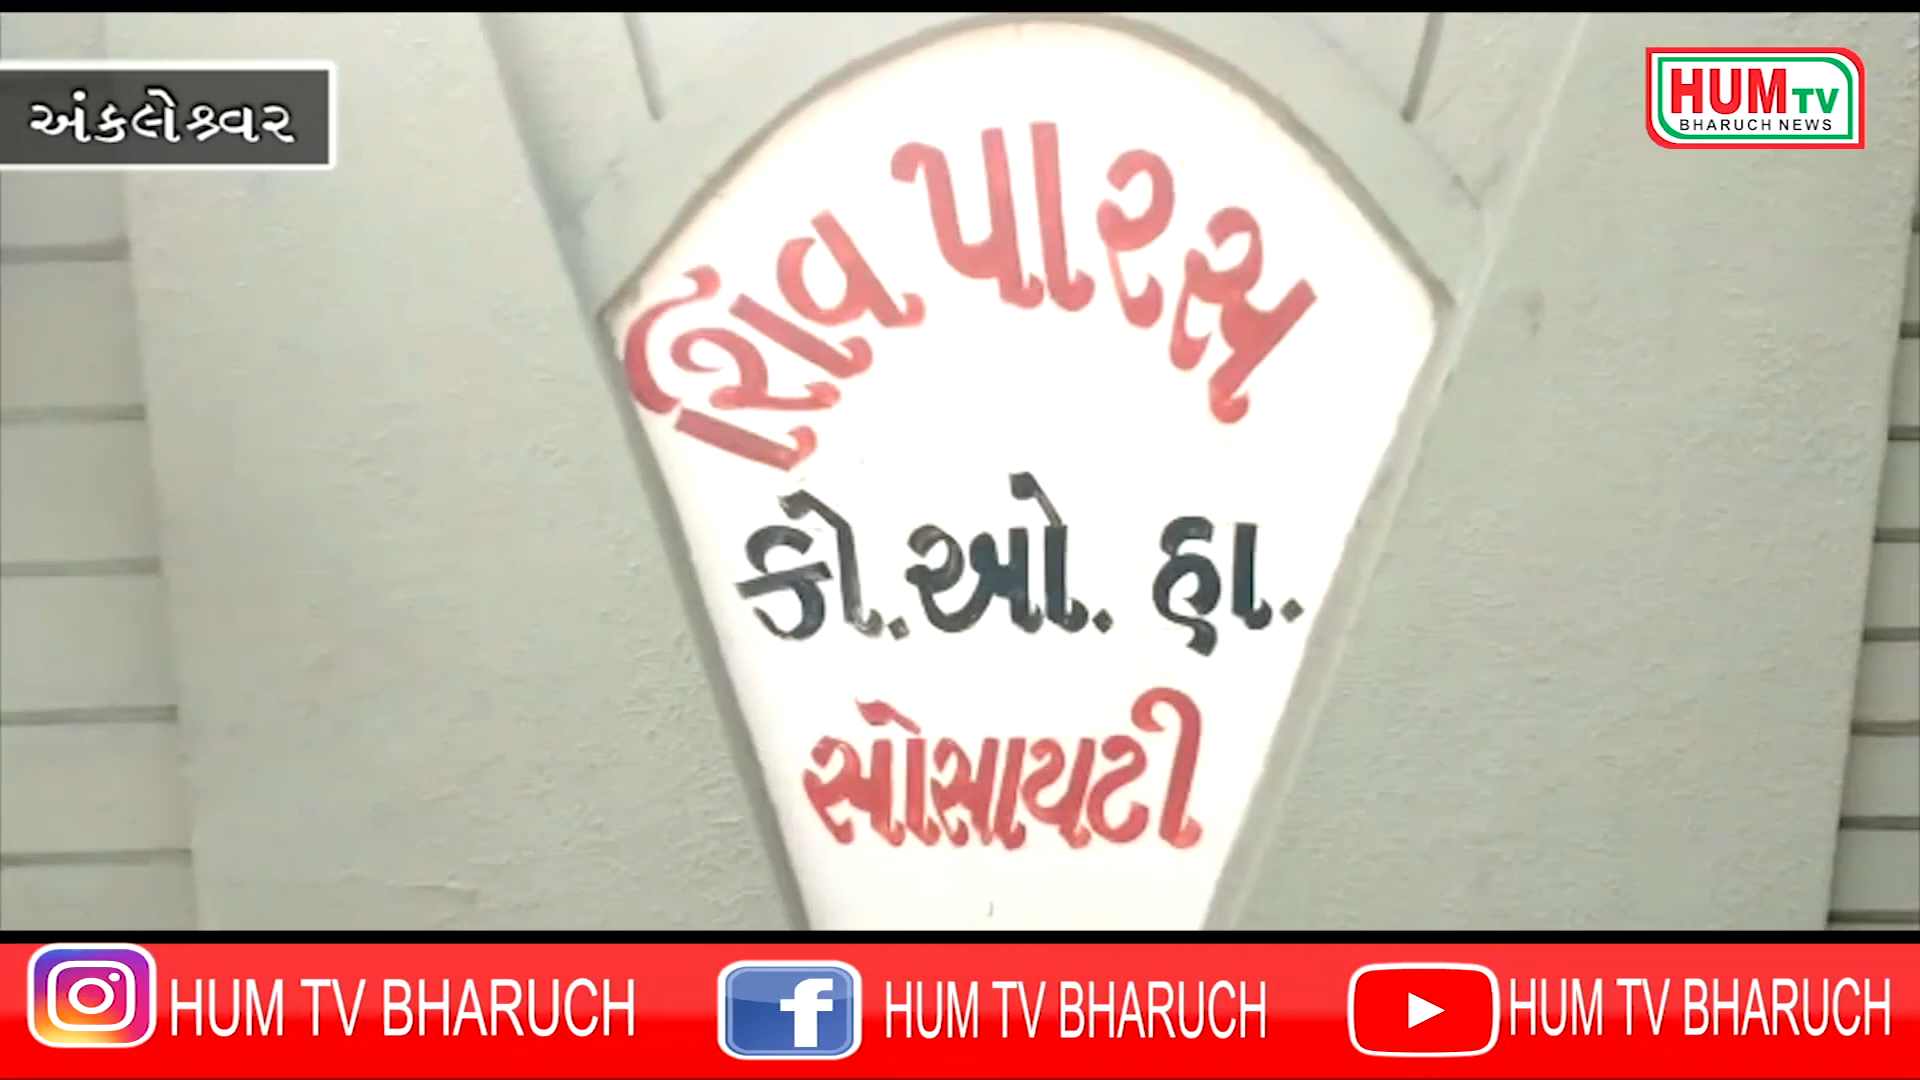 અંકલેશ્વર
HUM TV
BHARUCH NEWS
શિવ પારસ
કો.ઓ. હા.
સોસાયટી
HUM TV BHARUCH
HUM TV BHARUCH
HUM TV BHARUCH